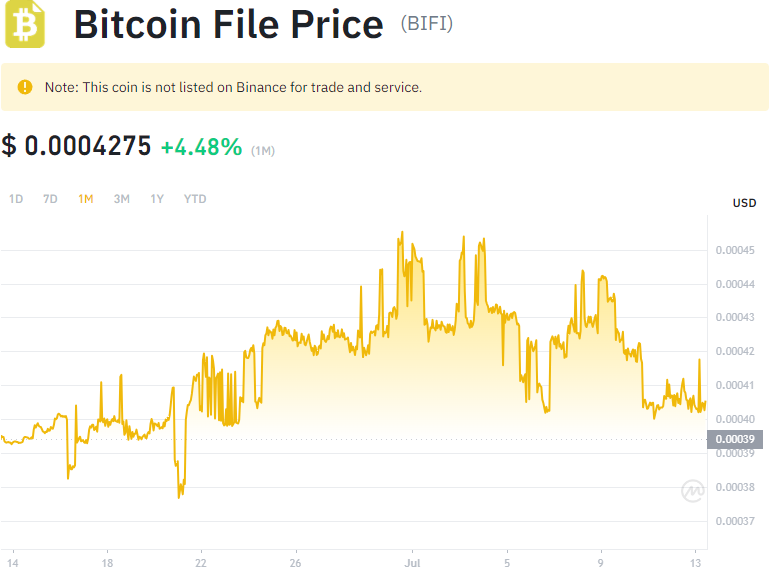 Bitcoin File Price (BIFI)
Note: This coin is not listed on Binance for trade and service.
$ 0.0004275 +4.48% (1M)
1D 7D 1M 3M 1Y YTD
USD
0.00045
0.00044
0.00043
0.00042
0.00041
0.00040
0.00039
0.00039
0.00038
0.00037
14 18 22 26 Jul 5 9 13